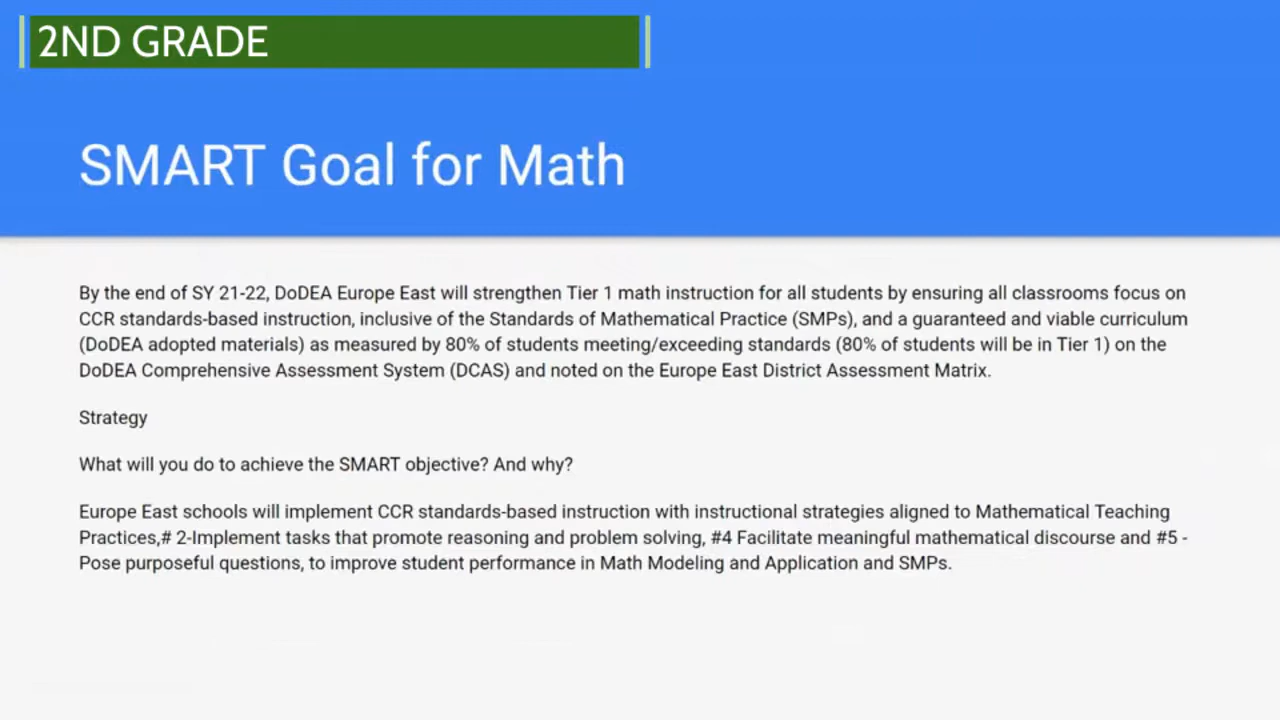 2ND GRADE
SMART Goal for Math
By the end of SY 21-22, DoDEA Europe East will strengthen Tier 1 math instruction for all students by ensuring all classrooms focus on
CCR standards-based instruction, inclusive of the Standards of Mathematical Practice (SMPs), and a guaranteed and viable curriculum
(DoDEA adopted materials) as measured by 80% of students meeting/exceeding standards (80% of students will be in Tier 1) on the
DoDEA Comprehensive Assessment System (DCAS) and noted on the Europe East District Assessment Matrix.
Strategy
What will you do to achieve the SMART objective? And why?
Europe East schools will implement CCR standards-based instruction with instructional strategies aligned to Mathematical Teaching
Practices,# 2-Implement tasks that promote reasoning and problem solving, #4 Facilitate meaningful mathematical discourse and #5 -
Pose purposeful questions, to improve student performance in Math Modeling and Application and SMPs.